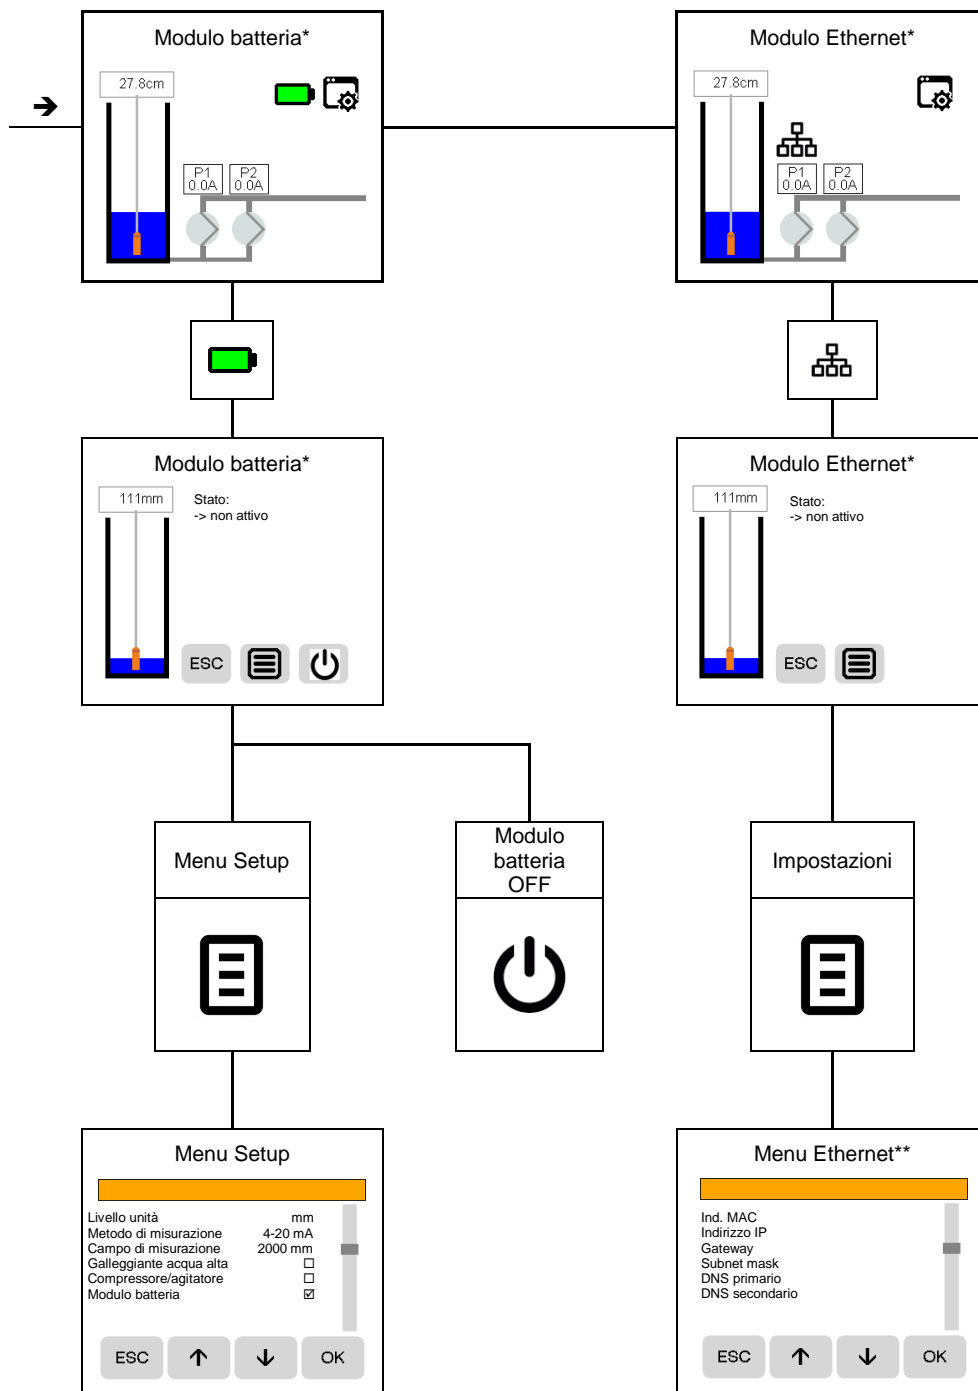 Modulo batteria*
27.8cm
P1
0.0A
P2
0.0A
Modulo Ethernet*
27.8cm
P1
0.0A
P2
0.0A
Modulo batteria*
111mm
Stato:
-> non attivo
ESC
Modulo Ethernet*
111mm
Stato:
-> non attivo
ESC
Menu Setup
Modulo
batteria
OFF
Impostazioni
Menu Setup
Livello unità mm
Metodo di misurazione 4-20 mA
Campo di misurazione 2000 mm
Galleggiante acqua alta ☐
Compressore/agitatore ☐
Modulo batteria ☑
ESC ↑ ↓ OK
Menu Ethernet**
Ind. MAC
Indirizzo IP
Gateway
Subnet mask
DNS primario
DNS secondario
ESC ↑ ↓ OK